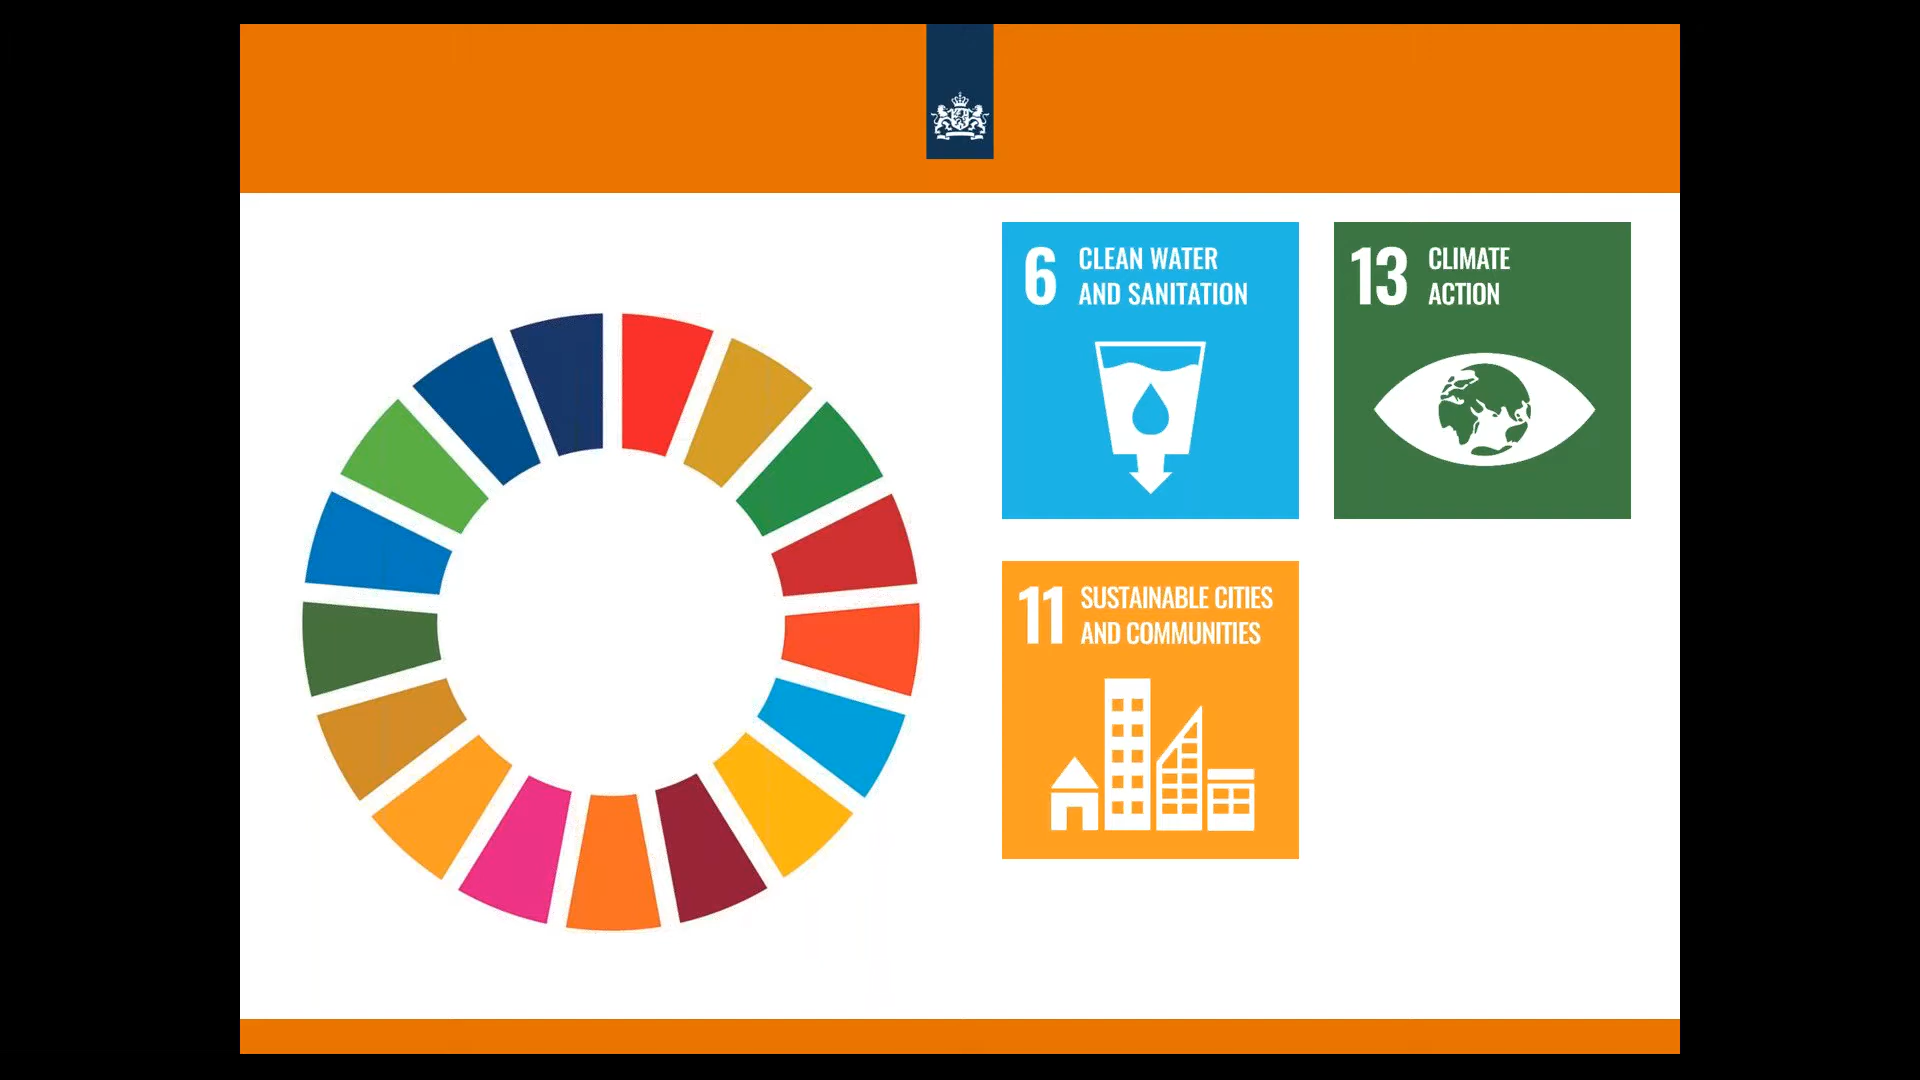 6 CLEAN WATER
AND SANITATION
13 CLIMATE
ACTION
11 SUSTAINABLE CITIES
AND COMMUNITIES